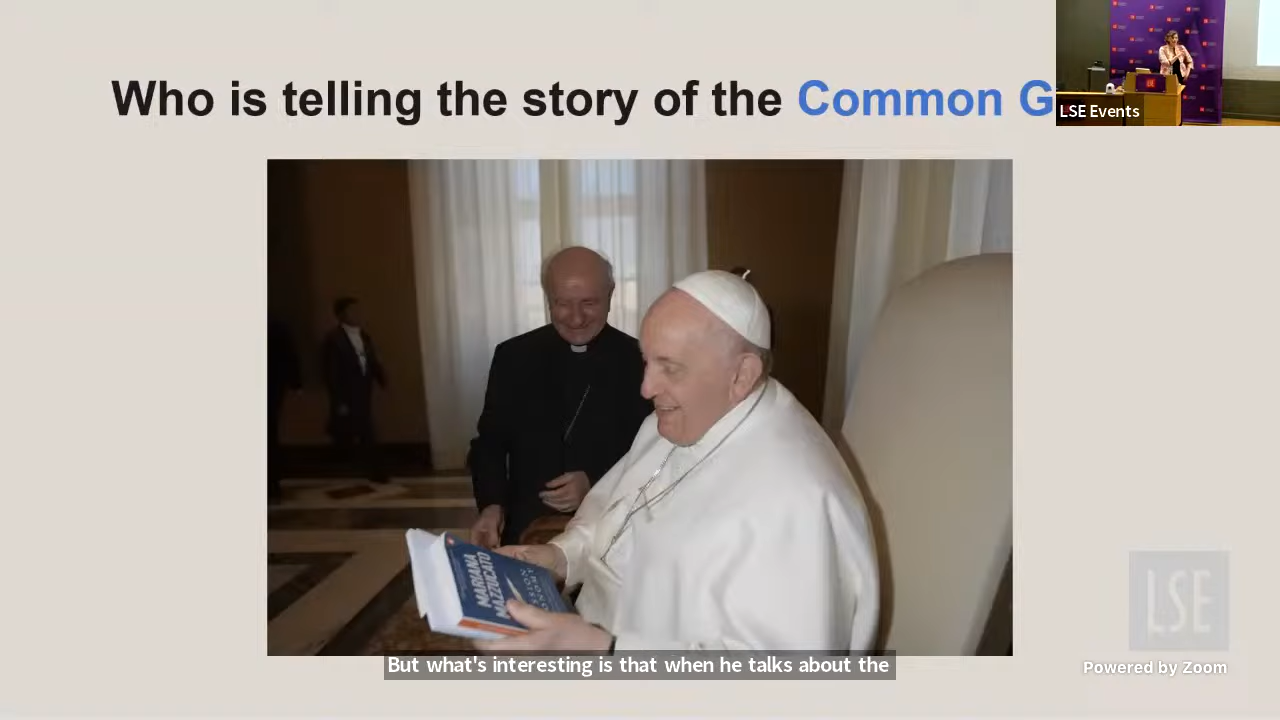 Who is telling the story of the Common G
LSE Events
MARIANA
MAZZUCATO
LSE
But what's interesting is that when he talks about the
Powered by Zoom